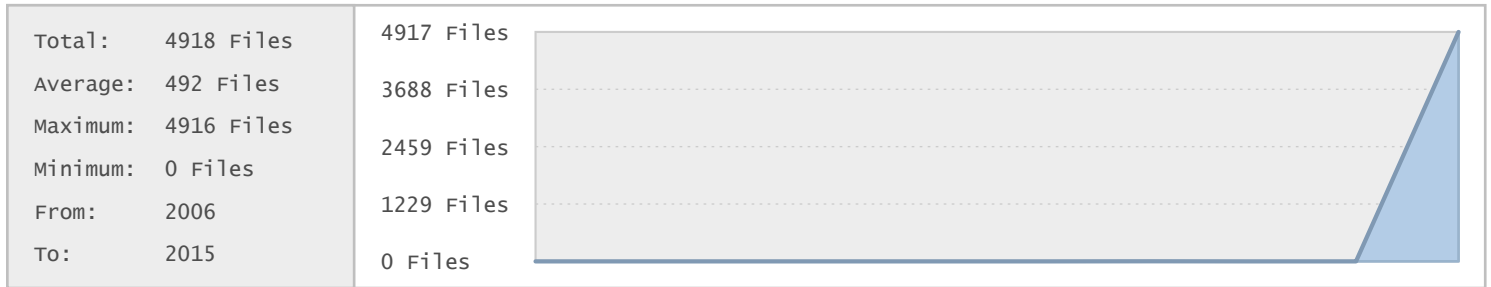 Total: 4918 Files
Average: 492 Files
Maximum: 4916 Files
Minimum: 0 Files
From: 2006
To: 2015
4917 Files
3688 Files
2459 Files
1229 Files
0 Files